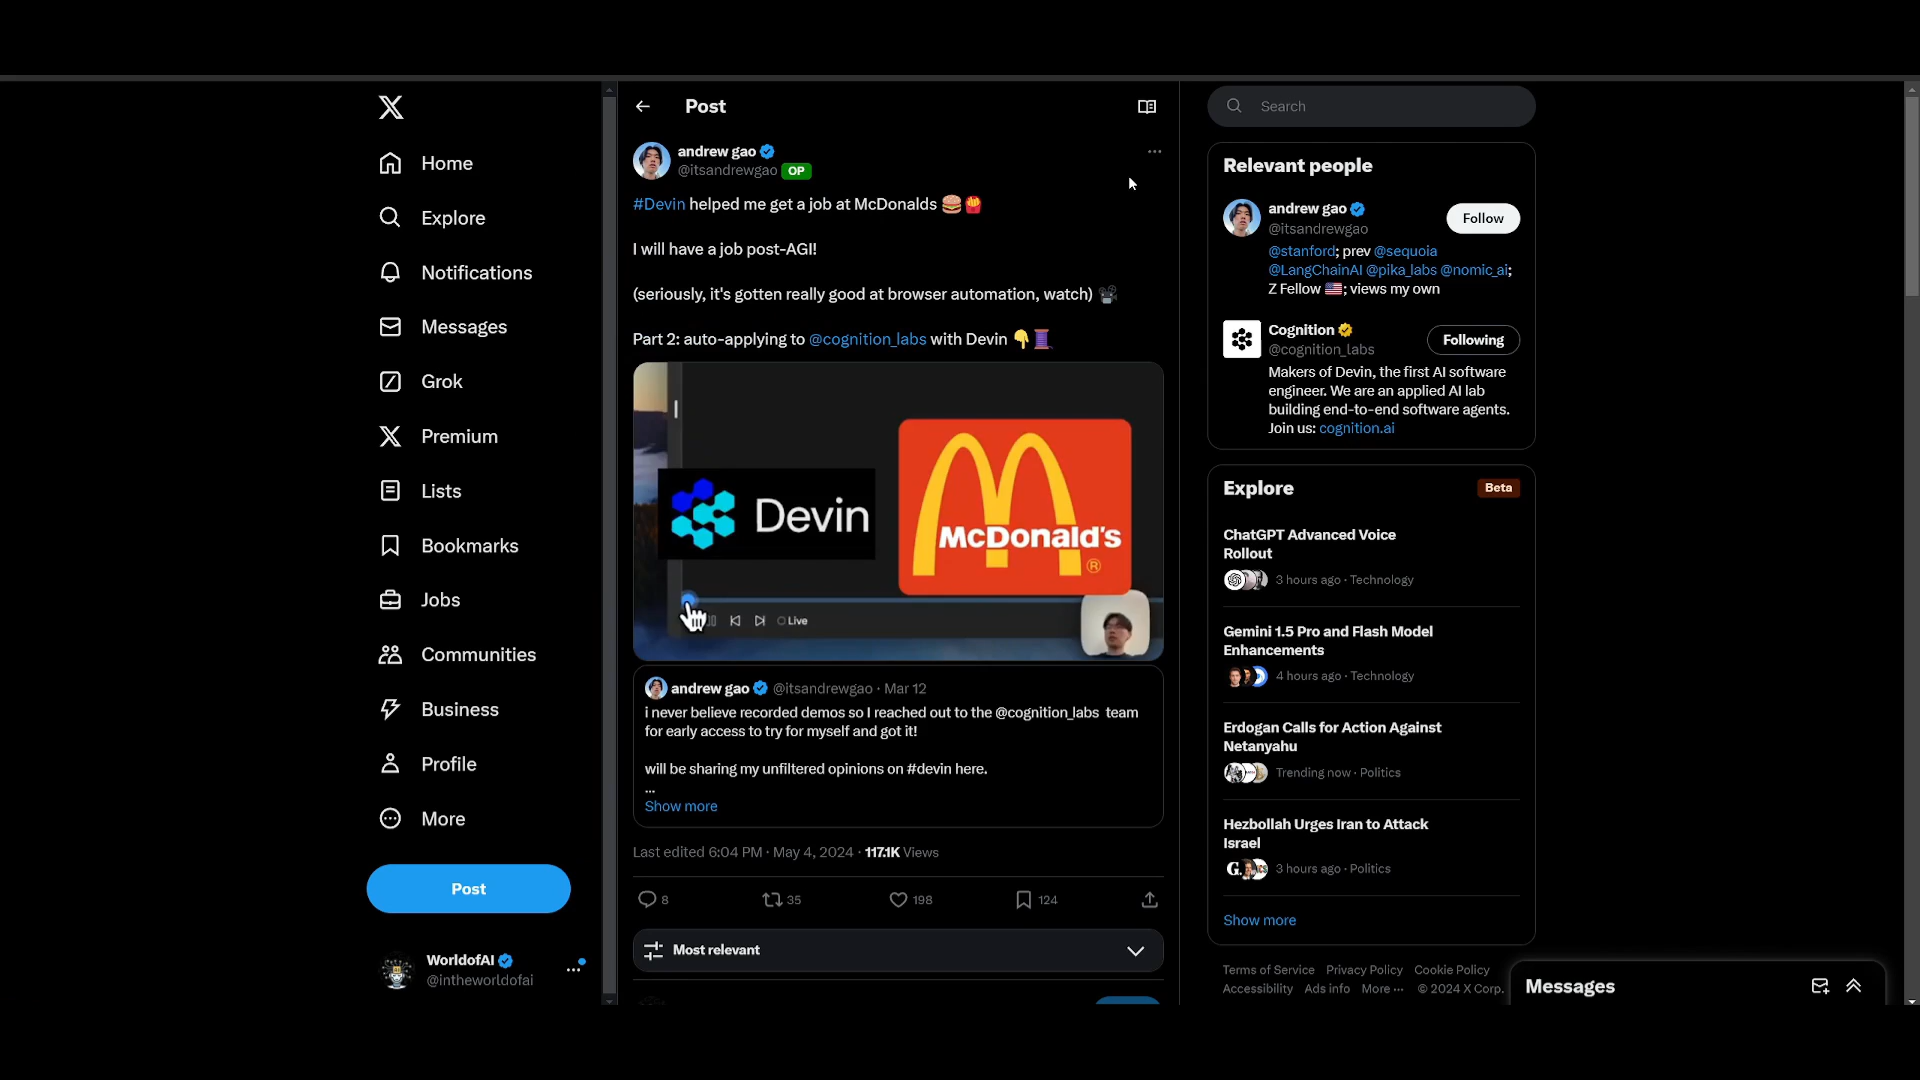 Home
Explore
Notifications
Messages
Grok
Premium
Lists
Bookmarks
Jobs
Communities
Business
Profile
More
Post
WorldofAI
@intheworldofai
Post
andrew gao
@itsandrewgao OP
#Devin helped me get a job at McDonalds 🍔🍟
I will have a job post-AGI!
(seriously, it's gotten really good at browser automation, watch) 📽️
Part 2: auto-applying to @cognition_labs with Devin 👇🧵
Devin
McDonald's
®
Live
andrew gao @itsandrewgao · Mar 12
i never believe recorded demos so I reached out to the @cognition_labs team
for early access to try for myself and got it!
will be sharing my unfiltered opinions on #devin here.
...
Show more
Last edited 6:04 PM · May 4, 2024 · 117.1K Views
8 35 198 124
Most relevant
Search
Relevant people
andrew gao
@itsandrewgao
Follow
@stanford; prev @sequoia
@LangChainAI @pika_labs @nomic_ai;
Z Fellow 🇺🇸; views my own
Cognition
@cognition_labs
Following
Makers of Devin, the first AI software
engineer. We are an applied AI lab
building end-to-end software agents.
Join us: cognition.ai
Explore
Beta
ChatGPT Advanced Voice
Rollout
3 hours ago · Technology
Gemini 1.5 Pro and Flash Model
Enhancements
4 hours ago · Technology
Erdogan Calls for Action Against
Netanyahu
Trending now · Politics
Hezbollah Urges Iran to Attack
Israel
3 hours ago · Politics
Show more
Terms of Service Privacy Policy Cookie Policy
Accessibility Ads info More ··· © 2024 X Corp.
Messages